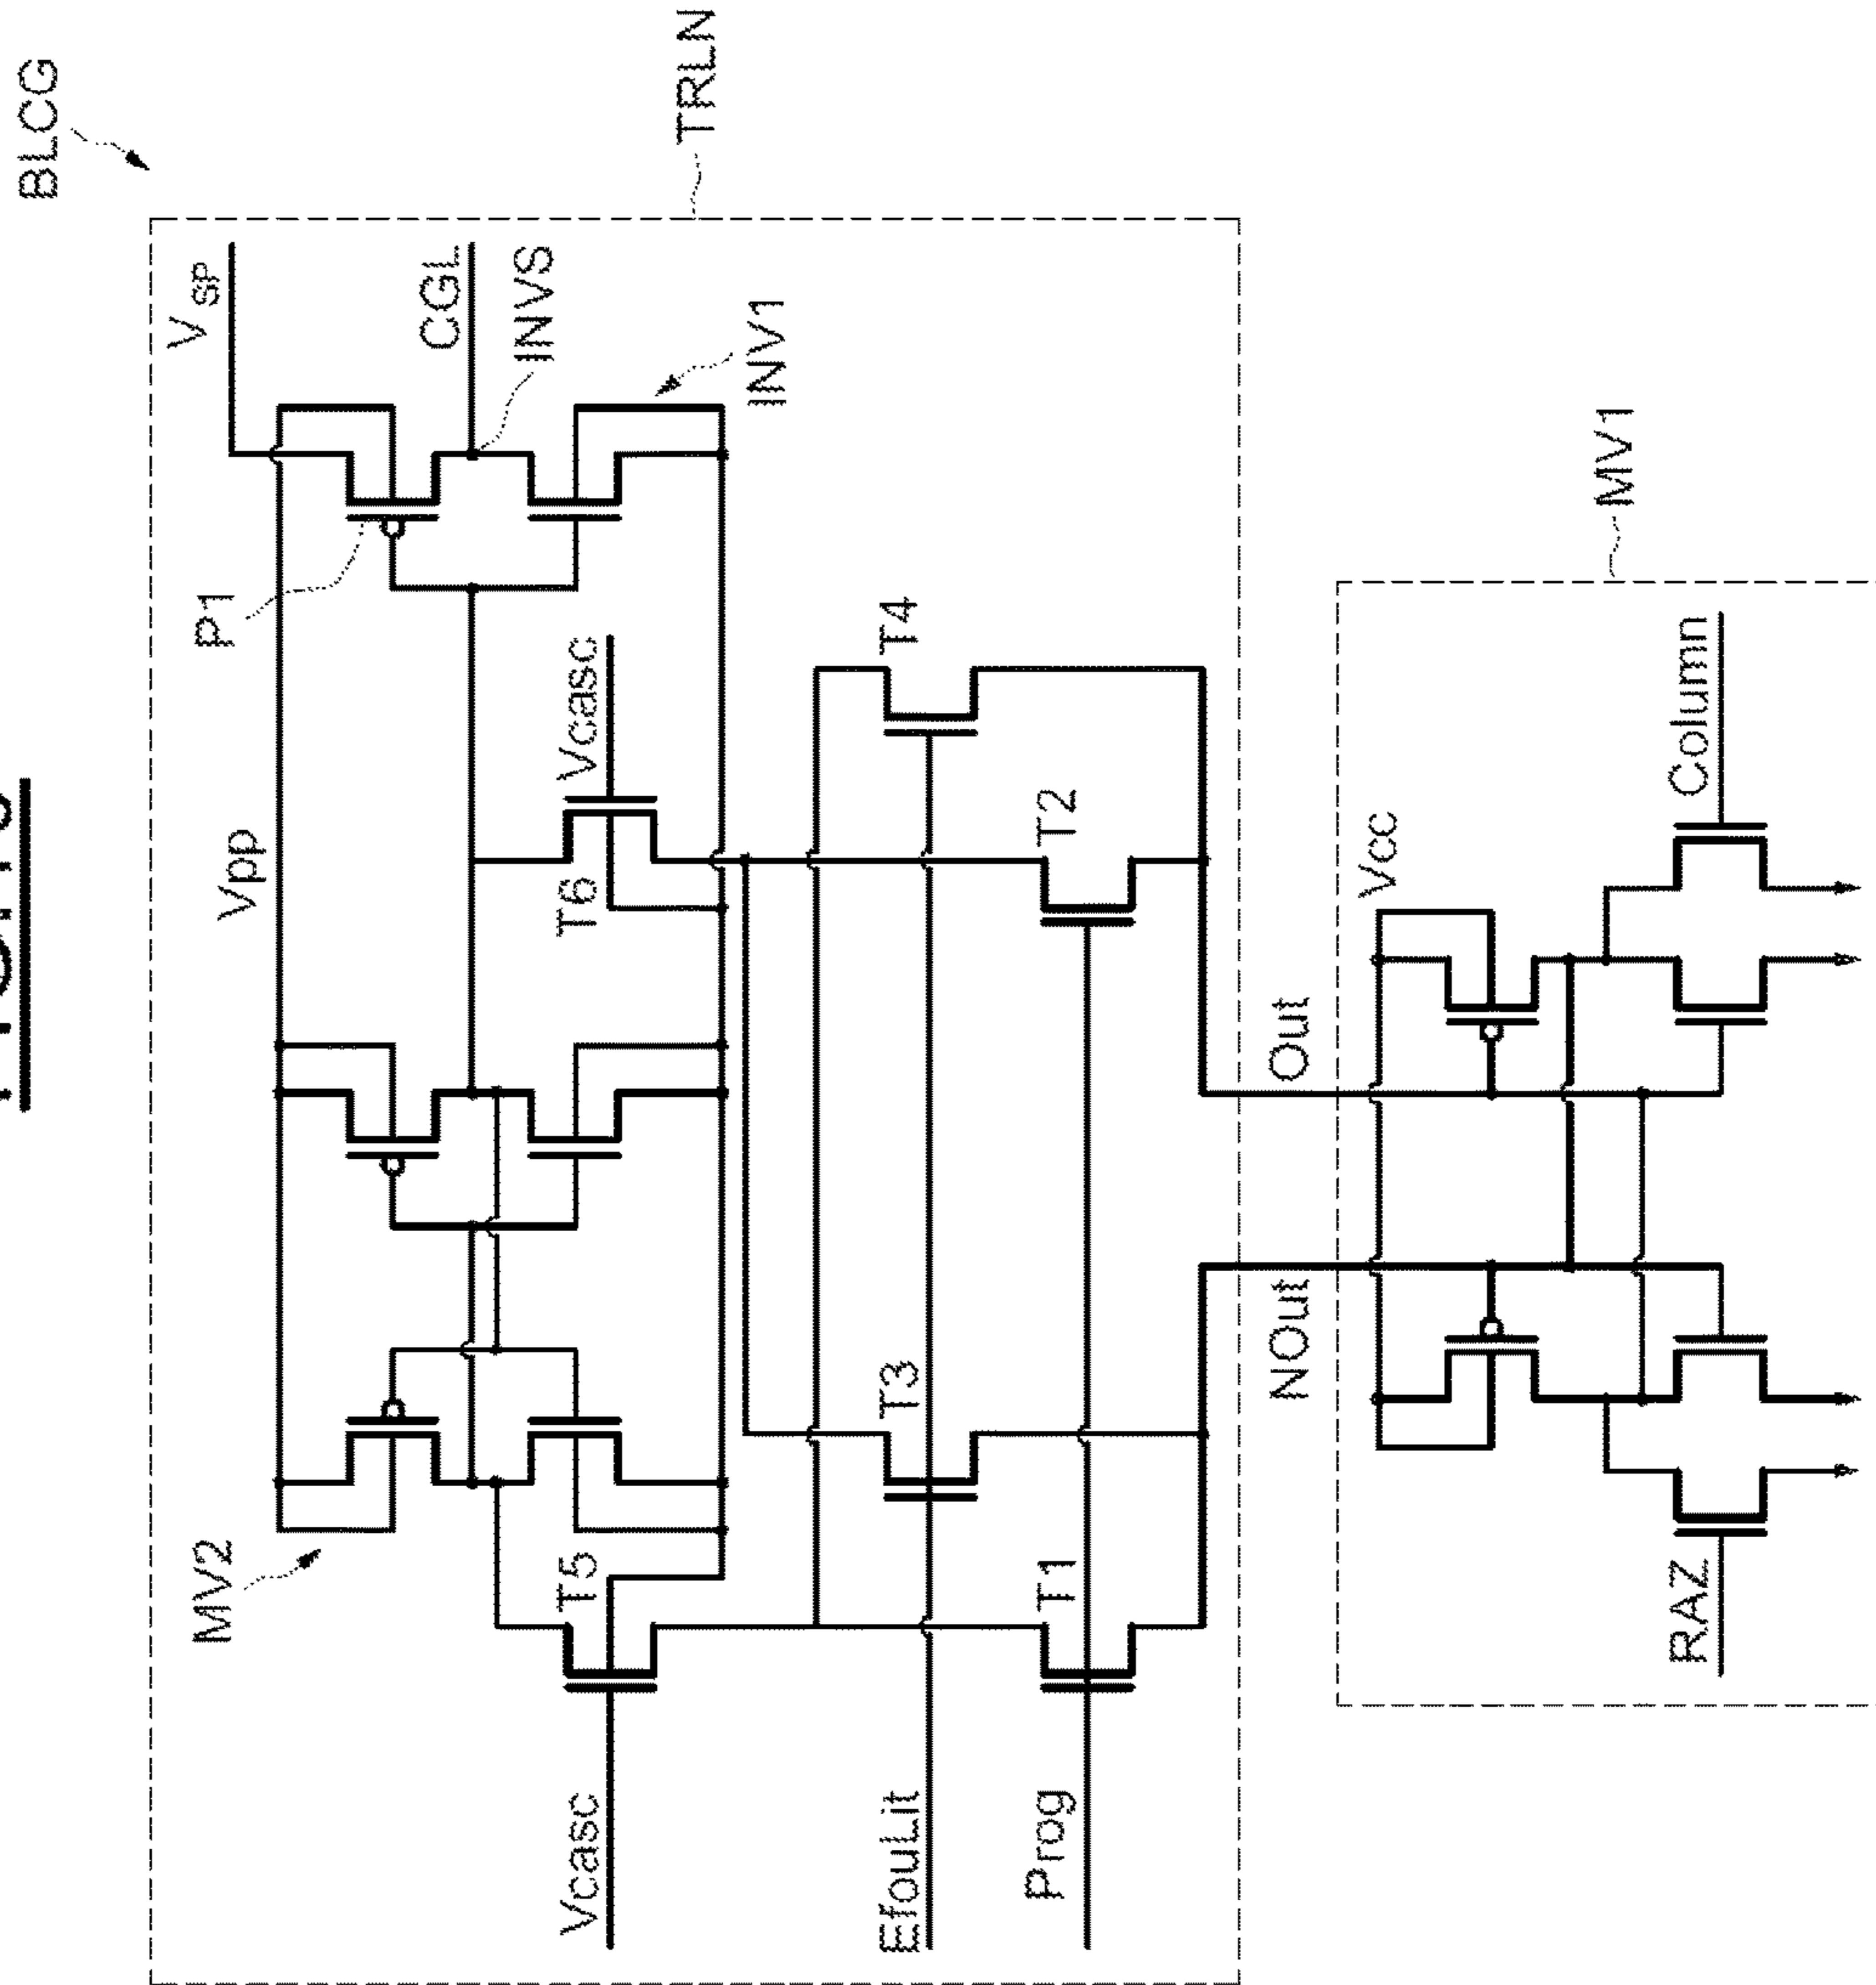 BLCG
TRLN
V SP
CGL
INVS
INV1
P1
Vpp
Vcasc
T6
T4
T2
MV2
T5
T3
T1
Vcasc
EfouLit
Prog
Out
NOut
MV1
Vcc
Column
RAZ